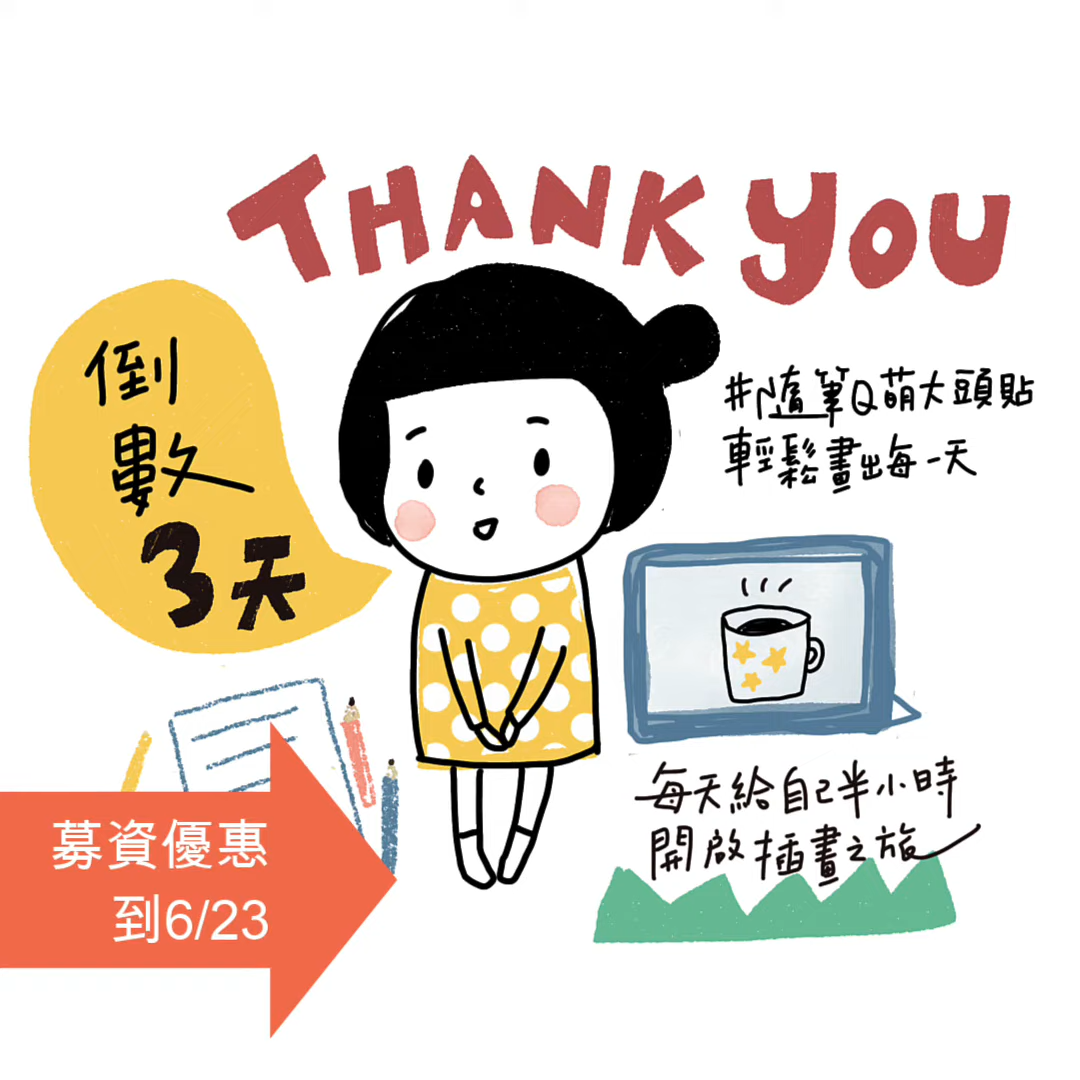 THANK YOU
倒
數
3天
#隨筆Q萌大頭貼
輕鬆畫出每一天
每天給自己半小時
開啟插畫之旅
募資優惠
到6/23